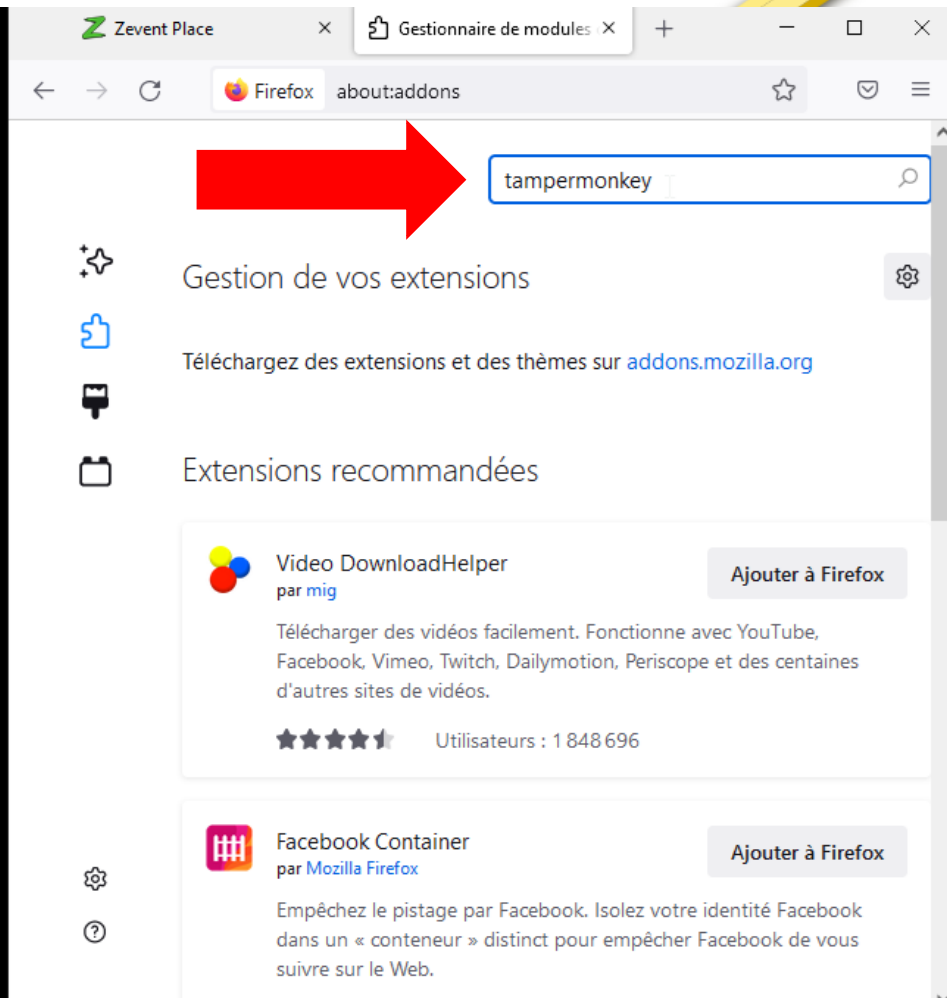 Zevent Place
Gestionnaire de modules
Firefox about:addons
tampermonkey
Gestion de vos extensions
Téléchargez des extensions et des thèmes sur addons.mozilla.org
Extensions recommandées
Video DownloadHelper
par mig
Ajouter à Firefox
Télécharger des vidéos facilement. Fonctionne avec YouTube,
Facebook, Vimeo, Twitch, Dailymotion, Periscope et des centaines
d'autres sites de vidéos.
Utilisateurs : 1 848 696
Facebook Container
par Mozilla Firefox
Ajouter à Firefox
Empêchez le pistage par Facebook. Isolez votre identité Facebook
dans un « conteneur » distinct pour empêcher Facebook de vous
suivre sur le Web.